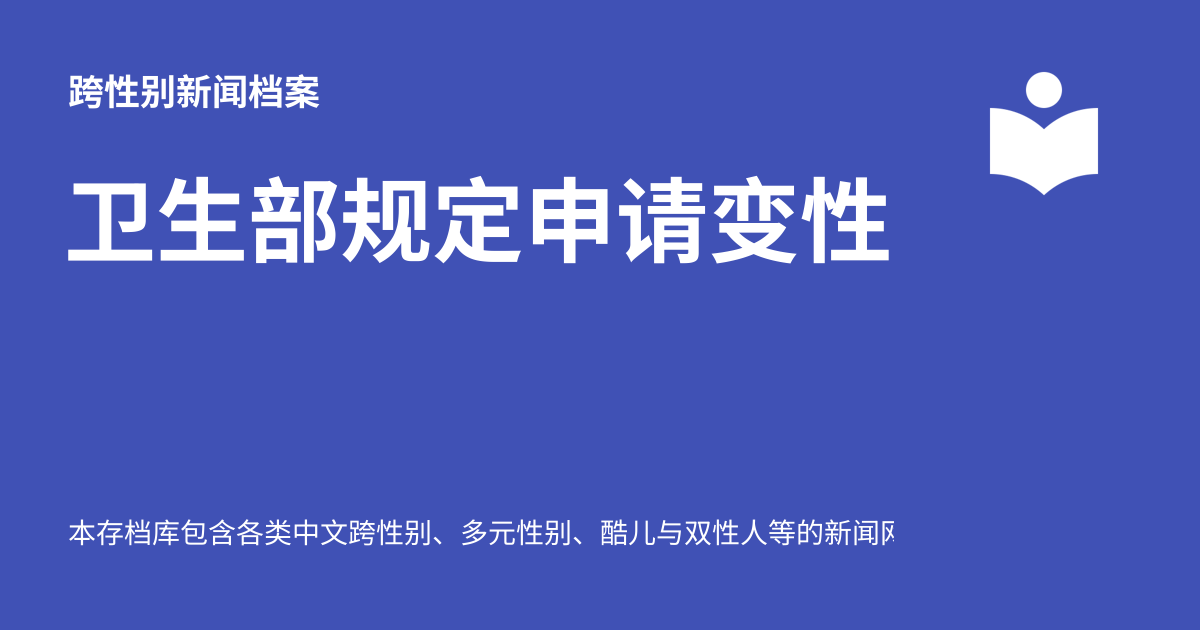 跨性别新闻档案
卫生部规定申请变性
本存档库包含各类中文跨性别、多元性别、酷儿与双性人等的新闻